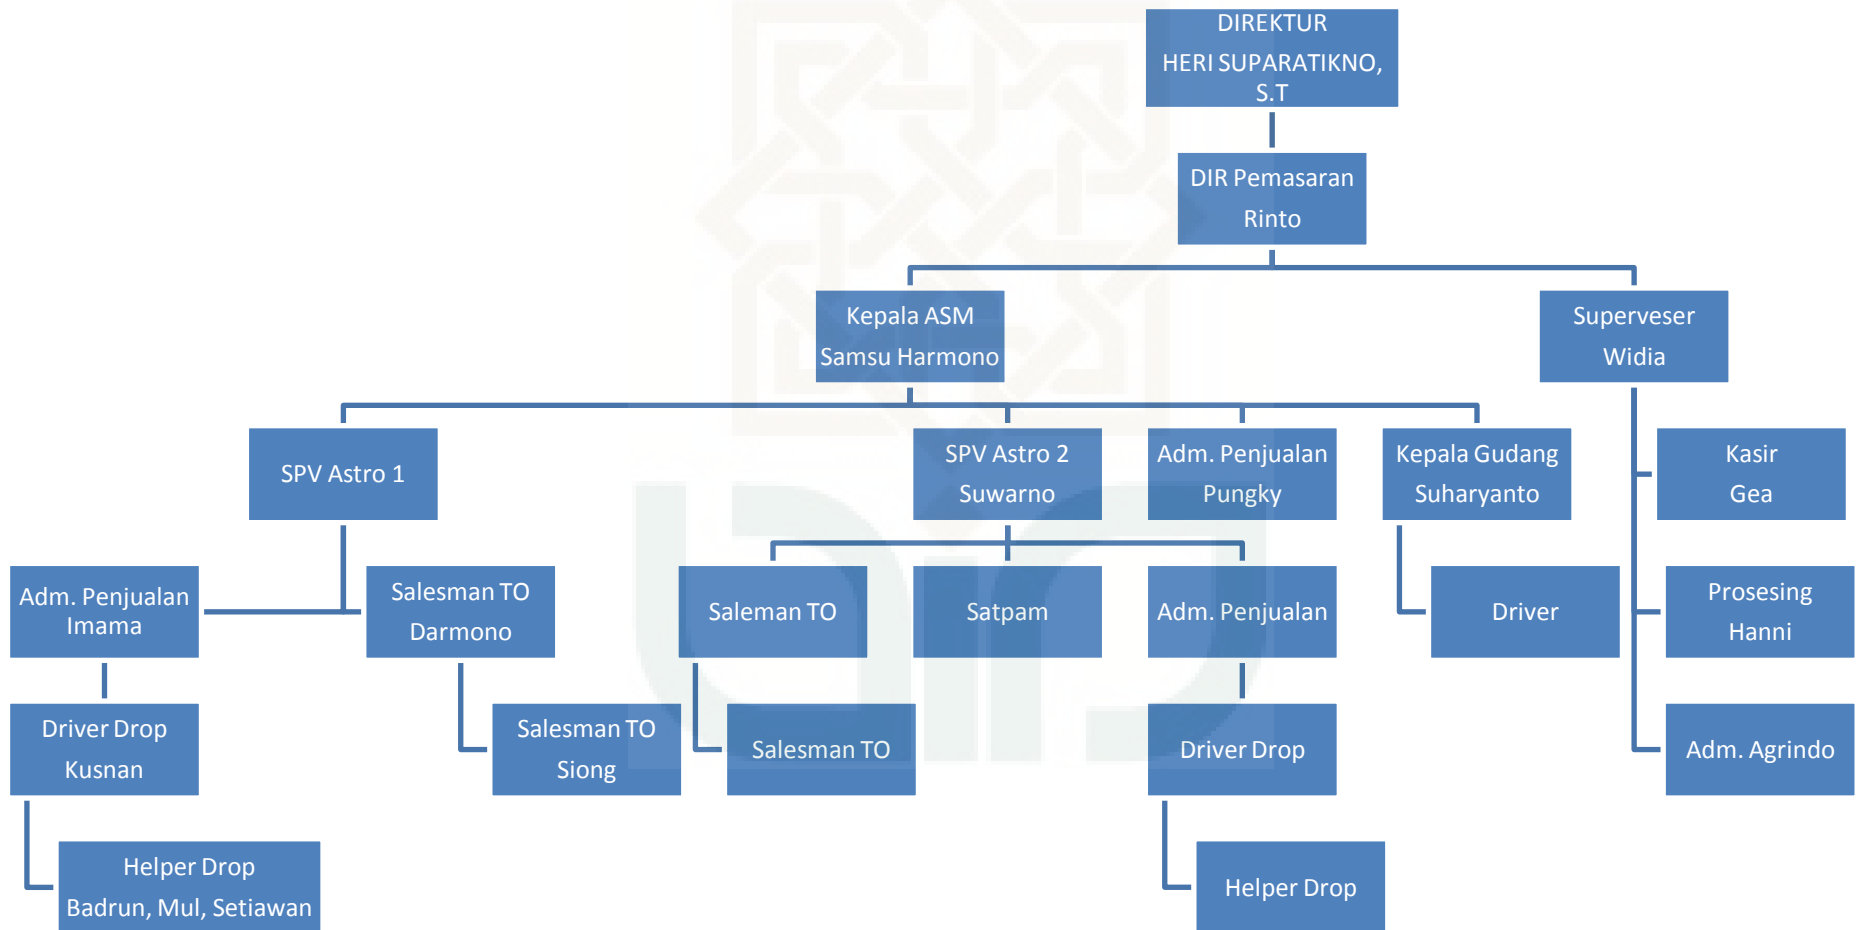 DIREKTUR
HERI SUPARATIKNO,
S.T
DIR Pemasaran
Rinto
Kepala ASM
Samsu Harmono
Superveser
Widia
SPV Astro 1
SPV Astro 2
Suwarno
Adm. Penjualan
Pungky
Kepala Gudang
Suharyanto
Kasir
Gea
Adm. Penjualan
Imama
Salesman TO
Darmono
Saleman TO
Satpam
Adm. Penjualan
Driver
Prosesing
Hanni
Driver Drop
Kusnan
Salesman TO
Siong
Salesman TO
Driver Drop
Adm. Agrindo
Helper Drop
Badrun, Mul, Setiawan
Helper Drop